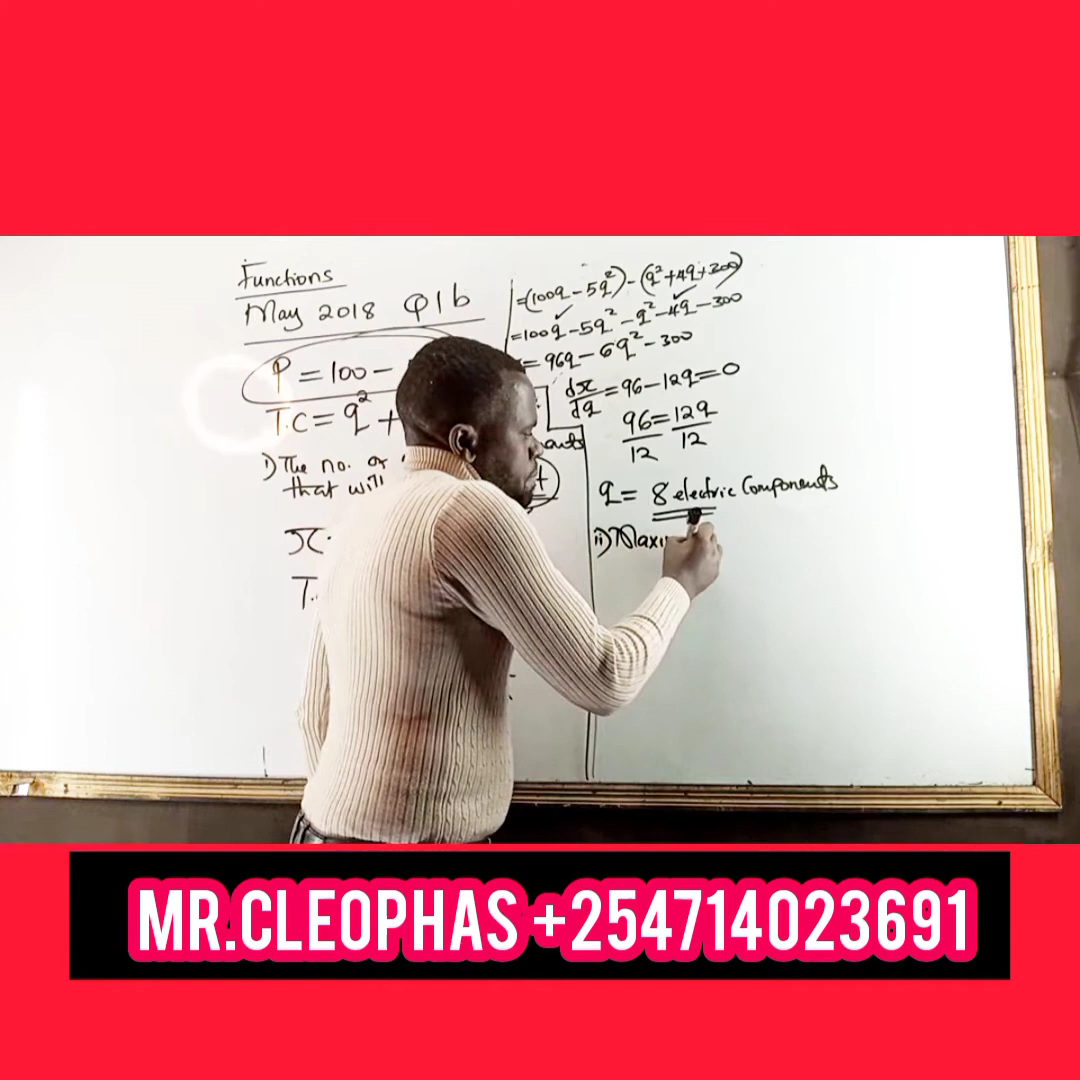 Functions
May 2018 Q1b
P = 100 -
T.C = q² +
i) The no. of
that will
π.
T.
=(100q - 5q²) - (q² + 4q + 300)
=100q - 5q² - q² - 4q - 300
= 96q - 6q² - 300
dπ/dq = 96 - 12q = 0
96 = 12q
12 12
q = 8 electric Components
ii) Maxi
MR.CLEOPHAS +254714023691